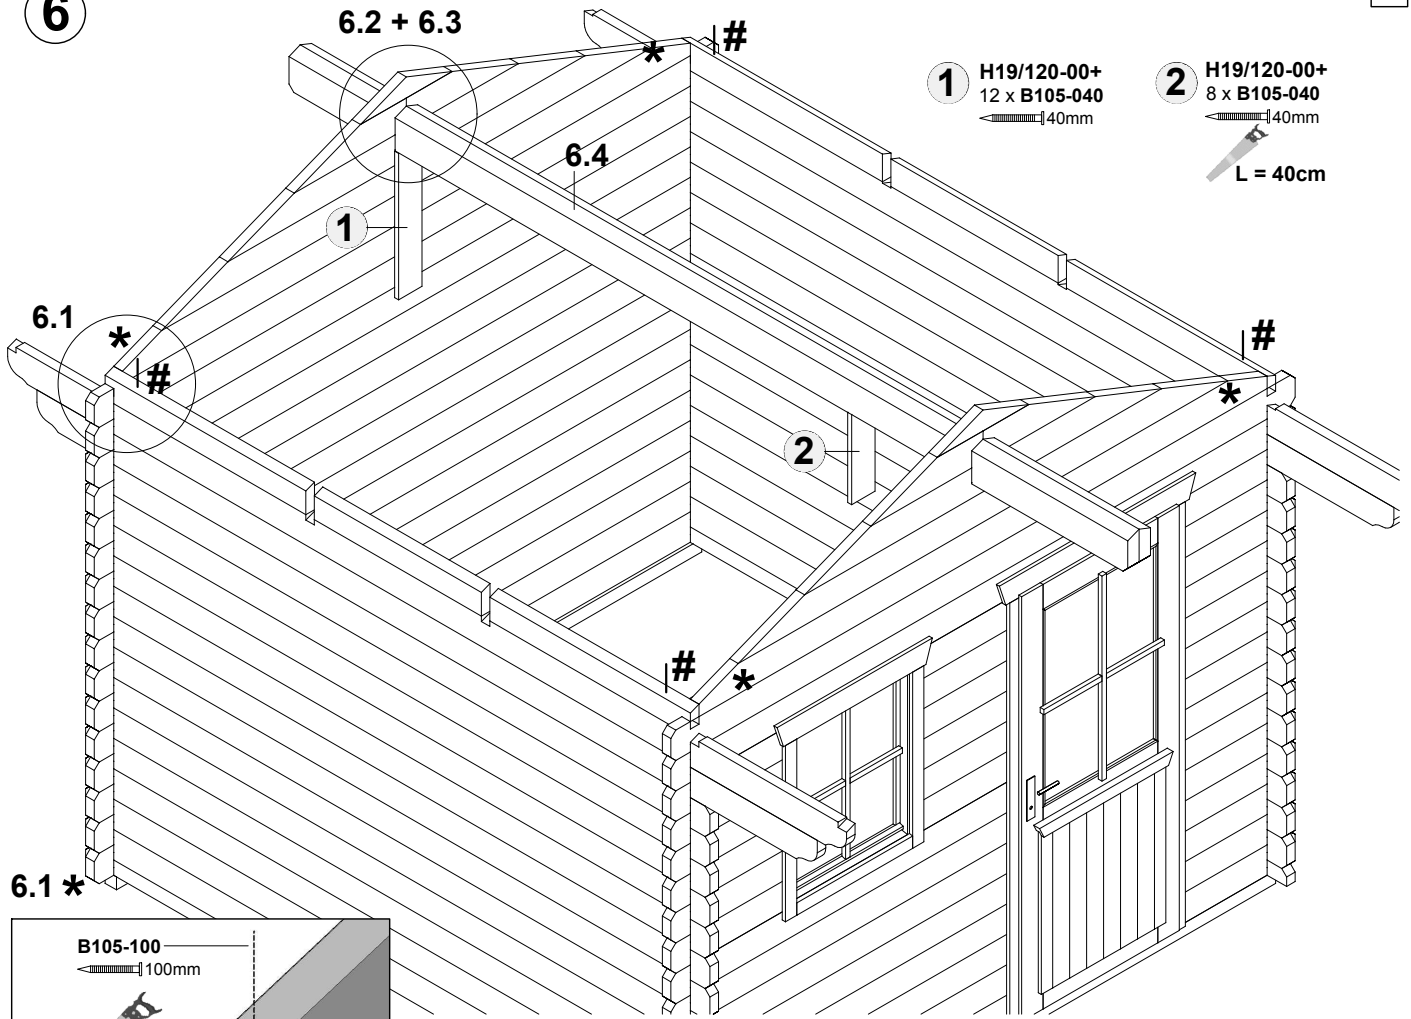 6
6.2 + 6.3
*
#
1
H19/120-00+
12 x B105-040
40mm
2
H19/120-00+
8 x B105-040
40mm
L = 40cm
6.4
1
6.1
*
#
#
*
2
#
*
6.1 *
B105-100
100mm